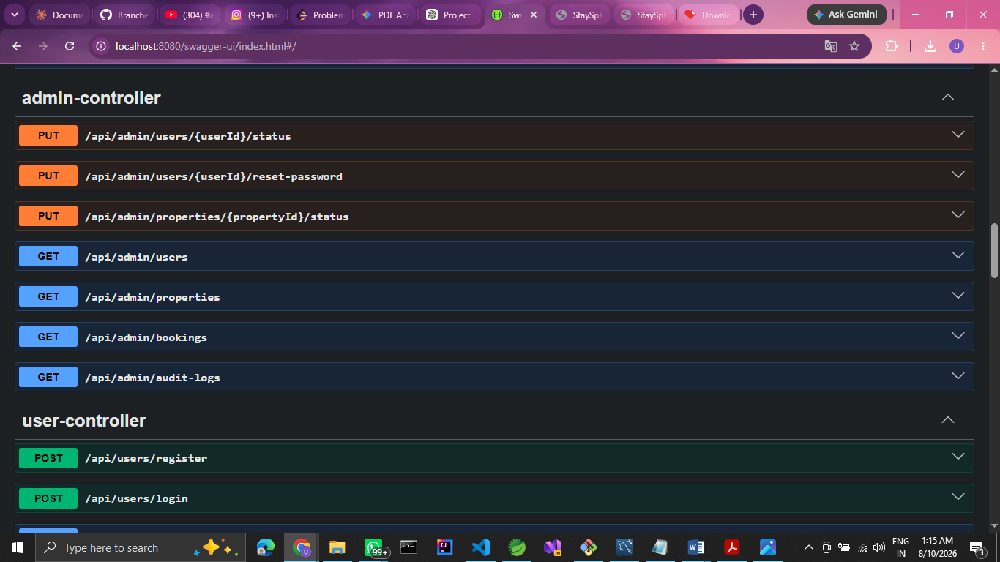 Docume
Branche
(304) #a
(9+) Ins
Problem
PDF Ana
Project S
Swa
StaySph
StaySph
Downlo
Ask Gemini
localhost:8080/swagger-ui/index.html#/
U
admin-controller
PUT /api/admin/users/{userId}/status
PUT /api/admin/users/{userId}/reset-password
PUT /api/admin/properties/{propertyId}/status
GET /api/admin/users
GET /api/admin/properties
GET /api/admin/bookings
GET /api/admin/audit-logs
user-controller
POST /api/users/register
POST /api/users/login
Type here to search
99+
ENG
IN
1:15 AM
8/10/2026
3